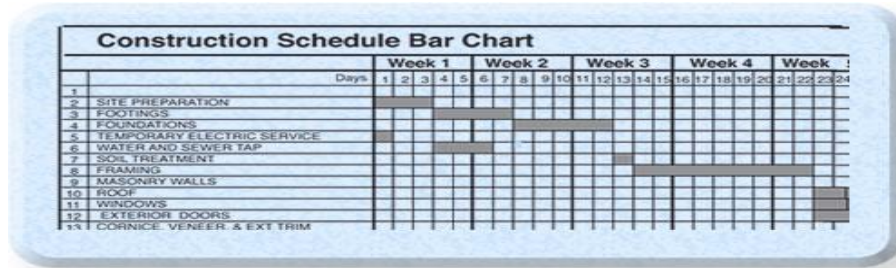 Construction Schedule Bar Chart
Week 1 Week 2 Week 3 Week 4 Week
Days 1 2 3 4 5 6 7 8 9 10 11 12 13 14 15 16 17 18 19 20 21 22 23 24
1
2 SITE PREPARATION
3 FOOTINGS
4 FOUNDATIONS
5 TEMPORARY ELECTRIC SERVICE
6 WATER AND SEWER TAP
7 SOIL TREATMENT
8 FRAMING
9 MASONRY WALLS
10 ROOF
11 WINDOWS
12 EXTERIOR DOORS
13 CORNICE, VENEER, & EXT TRIM